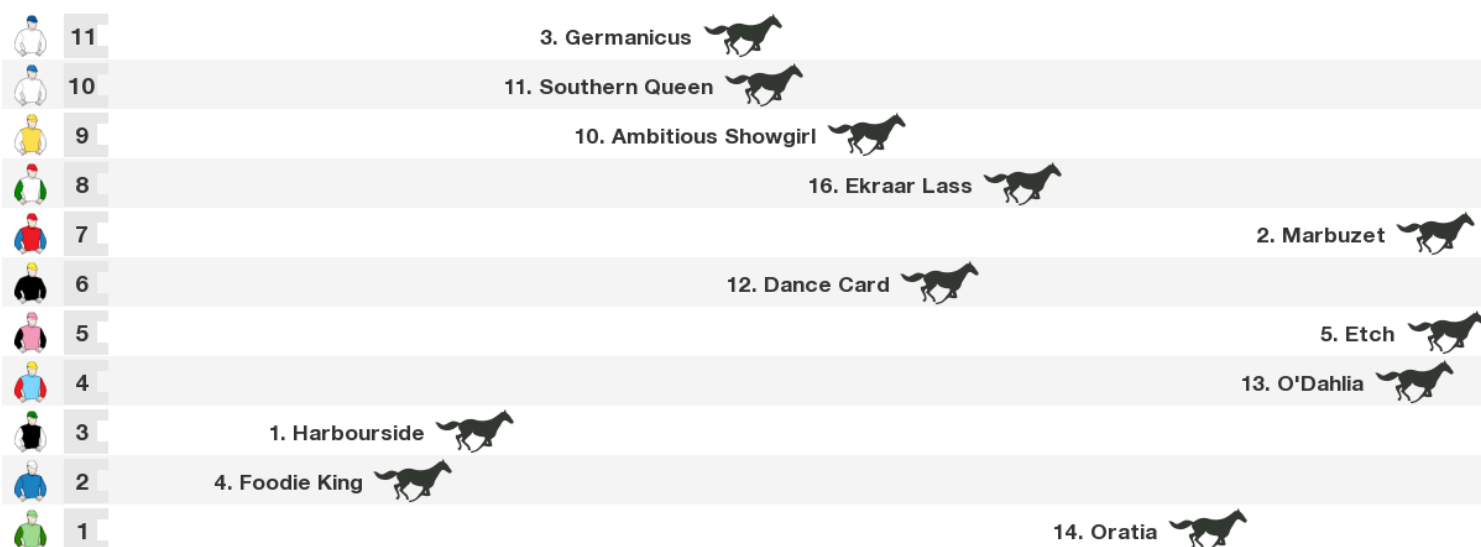 11 3. Germanicus
10 11. Southern Queen
9 10. Ambitious Showgirl
8 16. Ekraar Lass
7 2. Marbuzet
6 12. Dance Card
5 5. Etch
4 13. O'Dahlia
3 1. Harbourside
2 4. Foodie King
1 14. Oratia